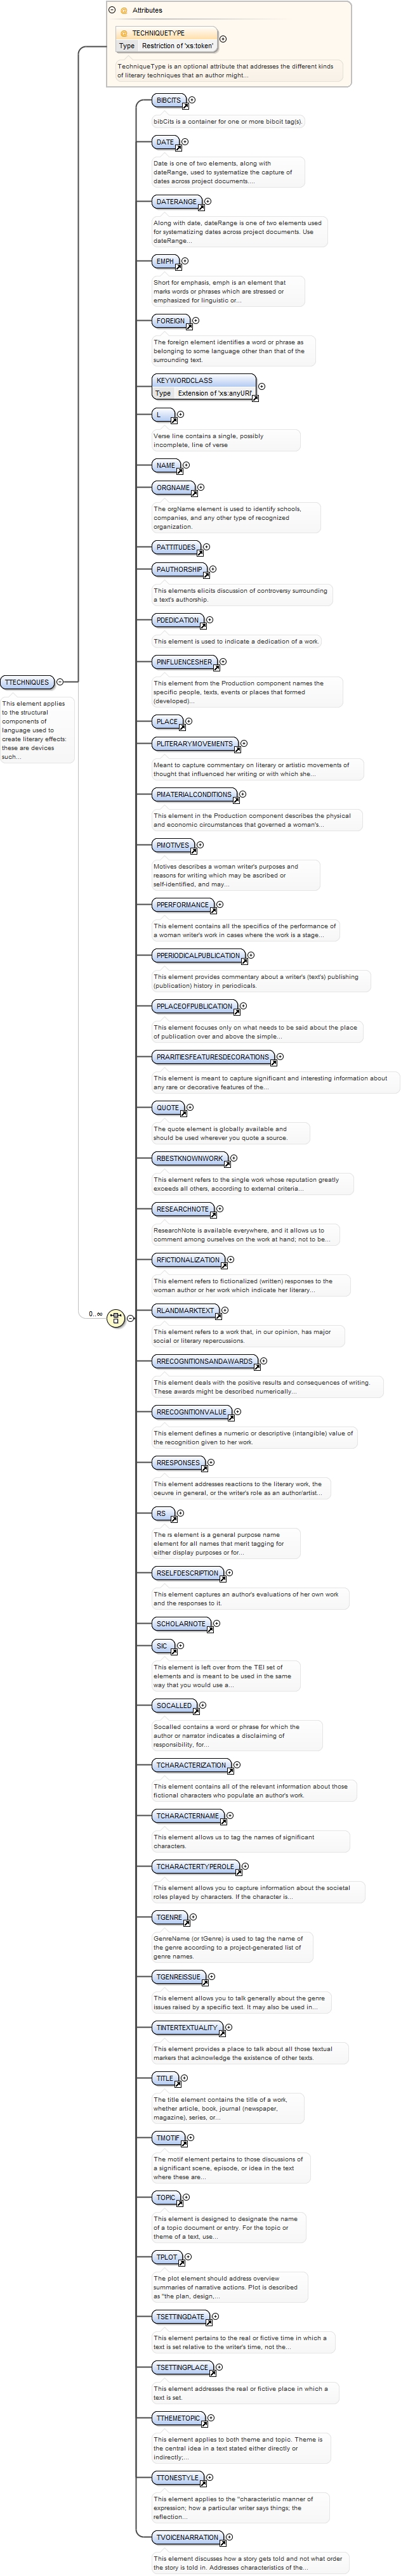 Attributes
TECHNIQUETYPE
Type Restriction of 'xs:token'
TechniqueType is an optional attribute that addresses the different kinds
of literary techniques that an author might...
BIBCITS
bibCits is a container for one or more bibcit tag(s).
DATE
Date is one of two elements, along with
dateRange, used to systematize the capture of
dates across project documents....
DATERANGE
Along with date, dateRange is one of two elements used
for systematizing dates across project documents. Use
dateRange...
EMPH
Short for emphasis, emph is an element that
marks words or phrases which are stressed or
emphasized for linguistic or...
FOREIGN
The foreign element identifies a word or phrase as
belonging to some language other than that of the
surrounding text.
KEYWORDCLASS
Type Extension of 'xs:anyURI'
L
Verse line contains a single, possibly
incomplete, line of verse
NAME
ORGNAME
The orgName element is used to identify schools,
companies, and any other type of recognized
organization.
PATTITUDES
PAUTHORSHIP
This elements elicits discussion of controversy surrounding
a text's authorship.
PDEDICATION
This element is used to indicate a dedication of a work.
PINFLUENCESHER
This element from the Production component names the
specific people, texts, events or places that formed
(developed)...
TTECHNIQUES
This element applies
to the structural
components of
language used to
create literary effects:
these are devices
such...
PLACE
PLITERARYMOVEMENTS
Meant to capture commentary on literary or artistic movements of
thought that influenced her writing or with which she...
PMATERIALCONDITIONS
This element in the Production component describes the physical
and economic circumstances that governed a woman's...
PMOTIVES
Motives describes a woman writer's purposes and
reasons for writing which may be ascribed or
self-identified, and may...
PPERFORMANCE
This element contains all the specifics of the performance of
a woman writer's work in cases where the work is a stage...
PPERIODICALPUBLICATION
This element provides commentary about a writer's (text's) publishing
(publication) history in periodicals.
PPLACEOFPUBLICATION
This element focuses only on what needs to be said about the place
of publication over and above the simple...
PRARITIESFEATURESDECORATIONS
This element is meant to capture significant and interesting information about
any rare or decorative features of the...
QUOTE
The quote element is globally available and
should be used wherever you quote a source.
RBESTKNOWNWORK
This element refers to the single work whose reputation greatly
exceeds all others, according to external criteria...
RESEARCHNOTE
ResearchNote is available everywhere, and it allows us to
comment among ourselves on the work at hand; not to be...
RFICTIONALIZATION
This element refers to fictionalized (written) responses to the
woman author or her work which indicate her literary...
0..∞
RLANDMARKTEXT
This element refers to a work that, in our opinion, has major
social or literary repercussions.
RRECOGNITIONSANDAWARDS
This element deals with the positive results and consequences of writing.
These awards might be described numerically...
RRECOGNITIONVALUE
This element defines a numeric or descriptive (intangible) value of
the recognition given to her work.
RRESPONSES
This element addresses reactions to the literary work, the
oeuvre in general, or the writer's role as an author/artist...
RS
The rs element is a general purpose name
element for all names that merit tagging for
either display purposes or for...
RSELFDESCRIPTION
This element captures an author's evaluations of her own work
and the responses to it.
SCHOLARNOTE
SIC
This element is left over from the TEI set of
elements and is meant to be used in the same
way that you would use a...
SOCALLED
Socalled contains a word or phrase for which the
author or narrator indicates a disclaiming of
responsibility, for...
TCHARACTERIZATION
This element contains all of the relevant information about those
fictional characters who populate an author's work.
TCHARACTERNAME
This element allows us to tag the names of significant
characters.
TCHARACTERTYPEROLE
This element allows you to capture information about the societal
roles played by characters. If the character is...
TGENRE
GenreName (or tGenre) is used to tag the name of
the genre according to a project-generated list of
genre names.
TGENREISSUE
This element allows you to talk generally about the genre
issues raised by a specific text. It may also be used in...
TINTERTEXTUALITY
This element provides a place to talk about all those textual
markers that acknowledge the existence of other texts.
TITLE
The title element contains the title of a work,
whether article, book, journal (newspaper,
magazine), series, or...
TMOTIF
The motif element pertains to those discussions of
a significant scene, episode, or idea in the text
where these are...
TOPIC
This element is designed to designate the name
of a topic document or entry. For the topic or
theme of a text, use...
TPLOT
The plot element should address overview
summaries of narrative actions. Plot is described
as "the plan, design,...
TSETTINGDATE
This element pertains to the real or fictive time in which a
text is set relative to the writer's time, not the...
TSETTINGPLACE
This element addresses the real or fictive place in which a
text is set.
TTHEMETOPIC
This element applies to both theme and topic. Theme is
the central idea in a text stated either directly or
indirectly;...
TTONESTYLE
This element applies to the "characteristic manner of
expression; how a particular writer says things; the
reflection...
TVOICENARRATION
This element discusses how a story gets told and not what order
the story is told in. Addresses characteristics of the...